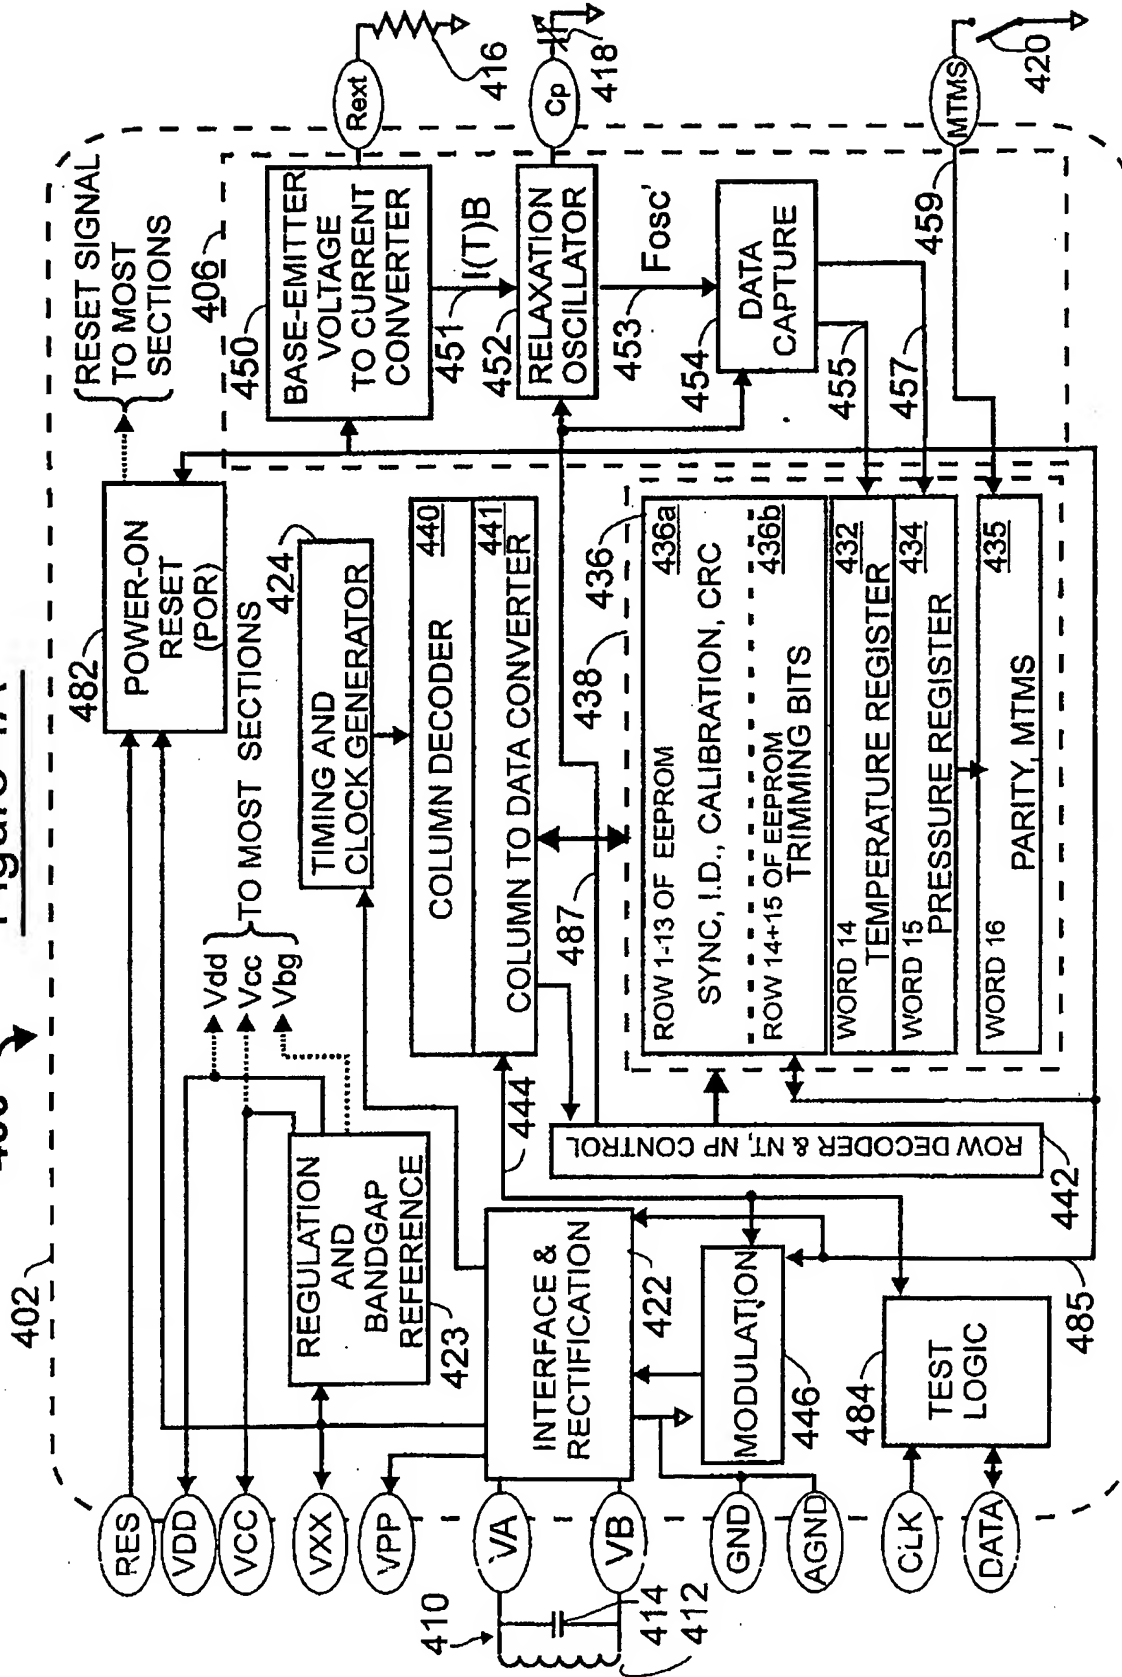 Figure 4A
400
402
RESET SIGNAL
TO MOST
SECTIONS
406
482
POWER-ON
RESET
(POR)
Vdd
Vcc
Vbg
TO MOST SECTIONS
424
TIMING AND
CLOCK GENERATOR
450
BASE-EMITTER
VOLTAGE
TO CURRENT
CONVERTER
Rext
416
451
I(T)B
452
RELAXATION
OSCILLATOR
Cp
418
453
Fosc'
454
DATA
CAPTURE
455
457
459
MTMS
420
RES
VDD
VCC
VXX
VPP
VA
VB
GND
AGND
CLK
DATA
410
414
412
REGULATION
AND
BANDGAP
REFERENCE
423
INTERFACE &
RECTIFICATION
422
444
COLUMN DECODER
440
COLUMN TO DATA CONVERTER
441
487
438
436
ROW 1-13 OF EEPROM
436a
SYNC, I.D., CALIBRATION, CRC
ROW 14+15 OF EEPROM
436b
TRIMMING BITS
WORD 14
432
TEMPERATURE REGISTER
WORD 15
434
PRESSURE REGISTER
WORD 16
435
PARITY, MTMS
ROW DECODER & NT, NP CONTROL
442
MODULATION
446
484
TEST
LOGIC
485